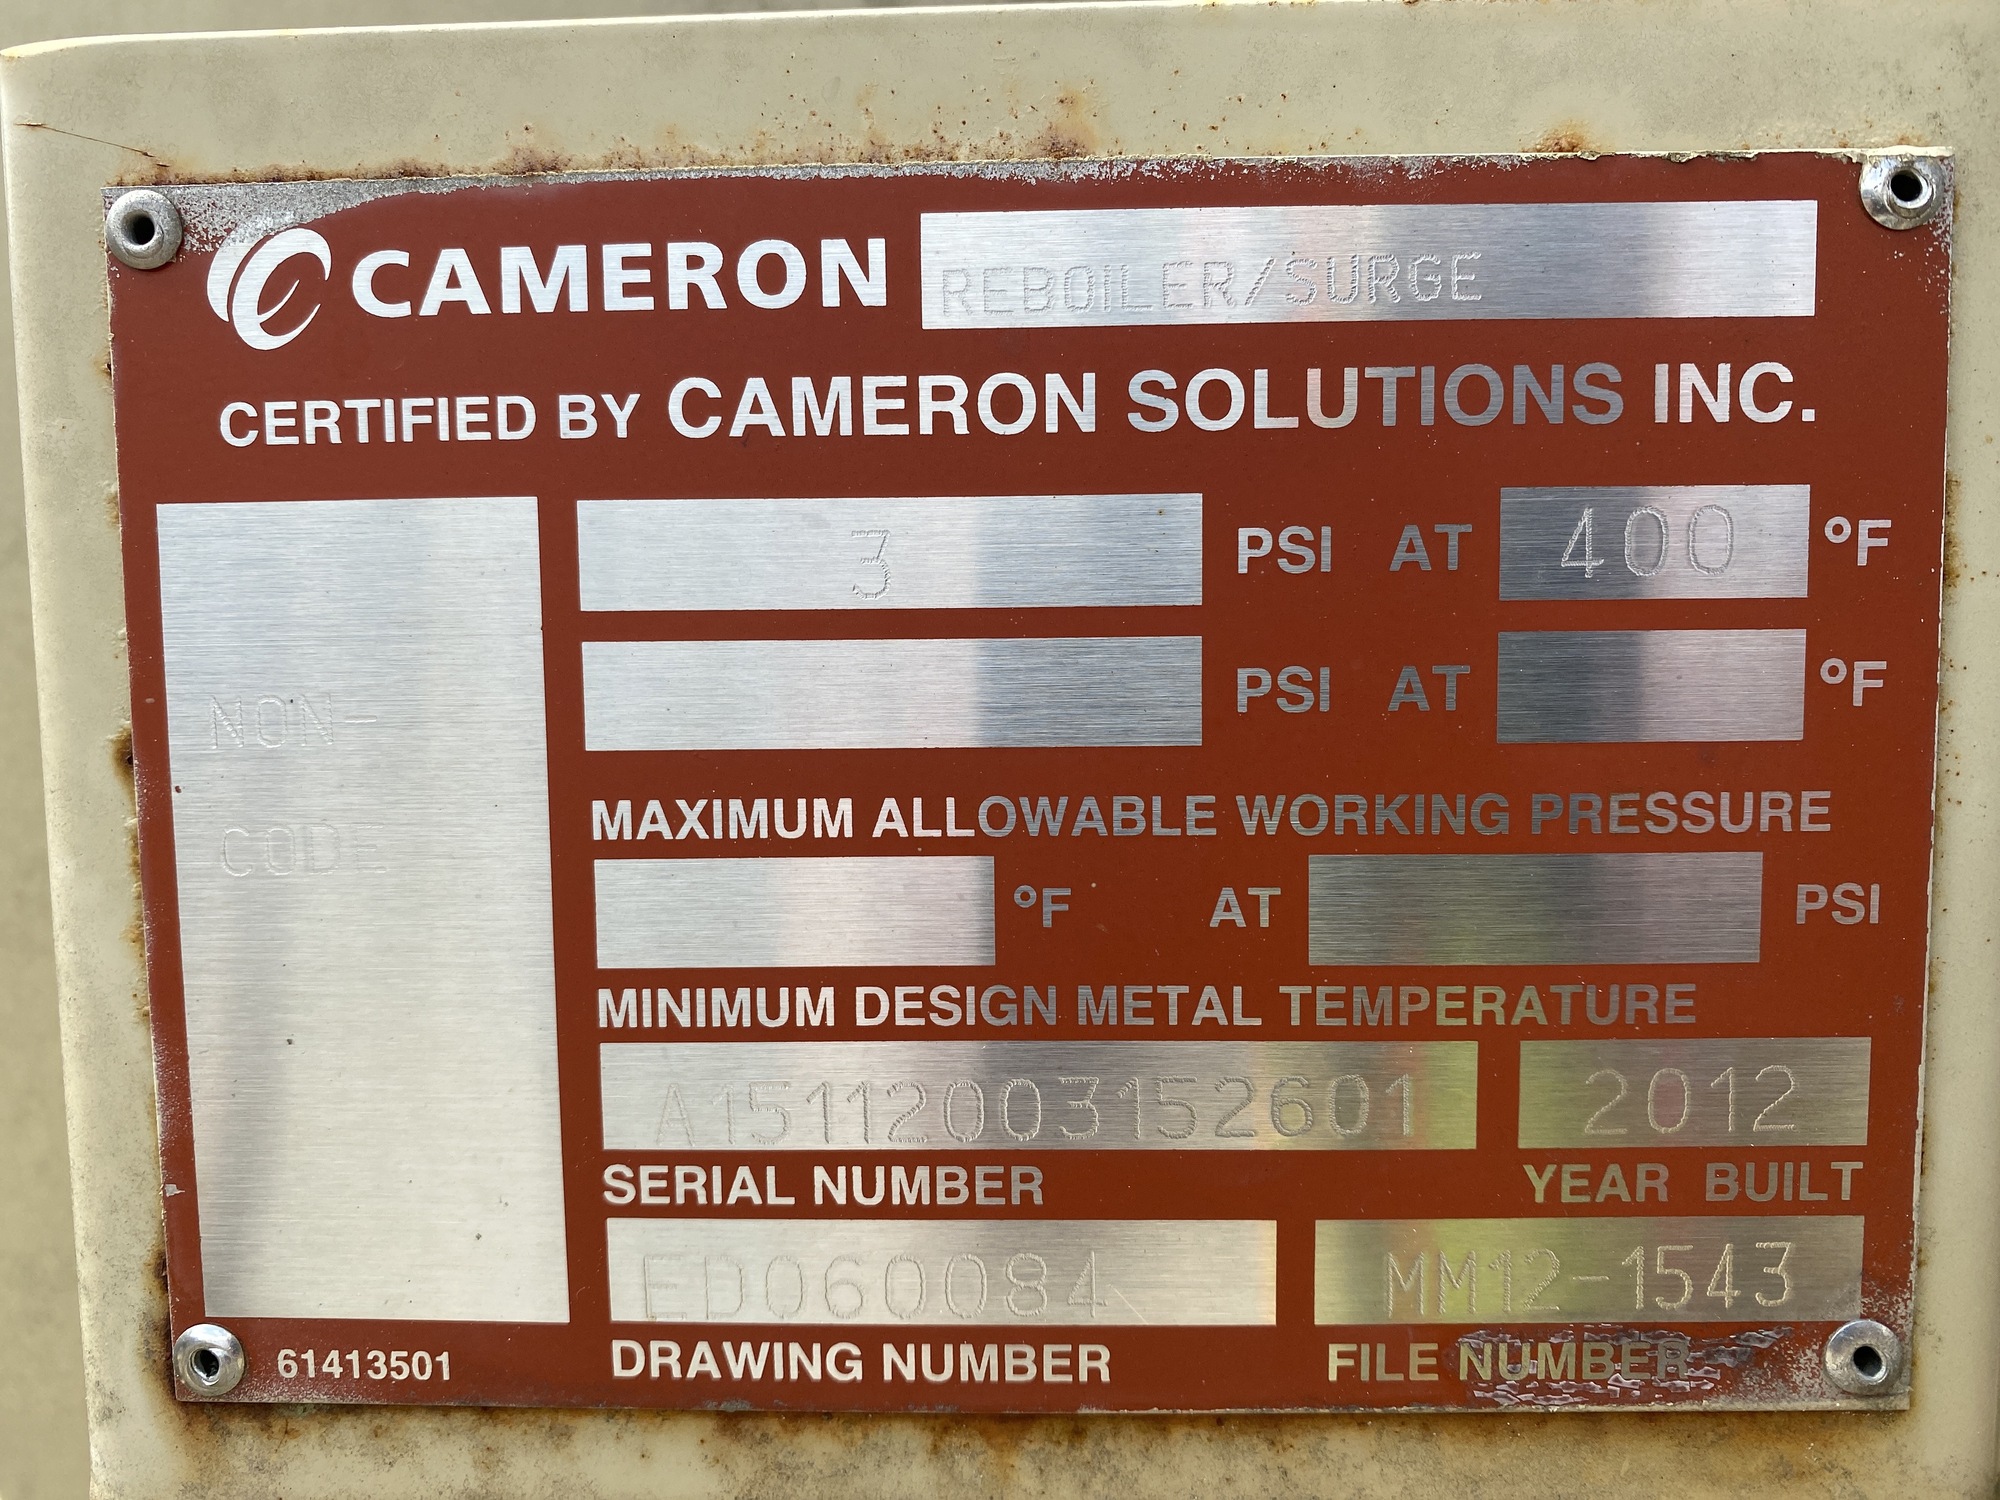 CAMERON REBOILER/SURGE
CERTIFIED BY CAMERON SOLUTIONS INC.
NON-
CODE
3 PSI AT 400 °F
PSI AT °F
MAXIMUM ALLOWABLE WORKING PRESSURE
°F AT PSI
MINIMUM DESIGN METAL TEMPERATURE
A15112003152601 2012
SERIAL NUMBER YEAR BUILT
ED060084 MM12-1543
61413501 DRAWING NUMBER FILE NUMBER